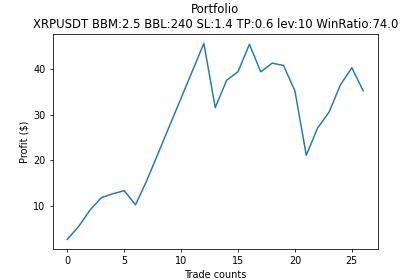 Portfolio
XRPUSDT BBM:2.5 BBL:240 SL:1.4 TP:0.6 lev:10 WinRatio:74.0
40
30
20
10
Profit ($)
0 5 10 15 20 25
Trade counts